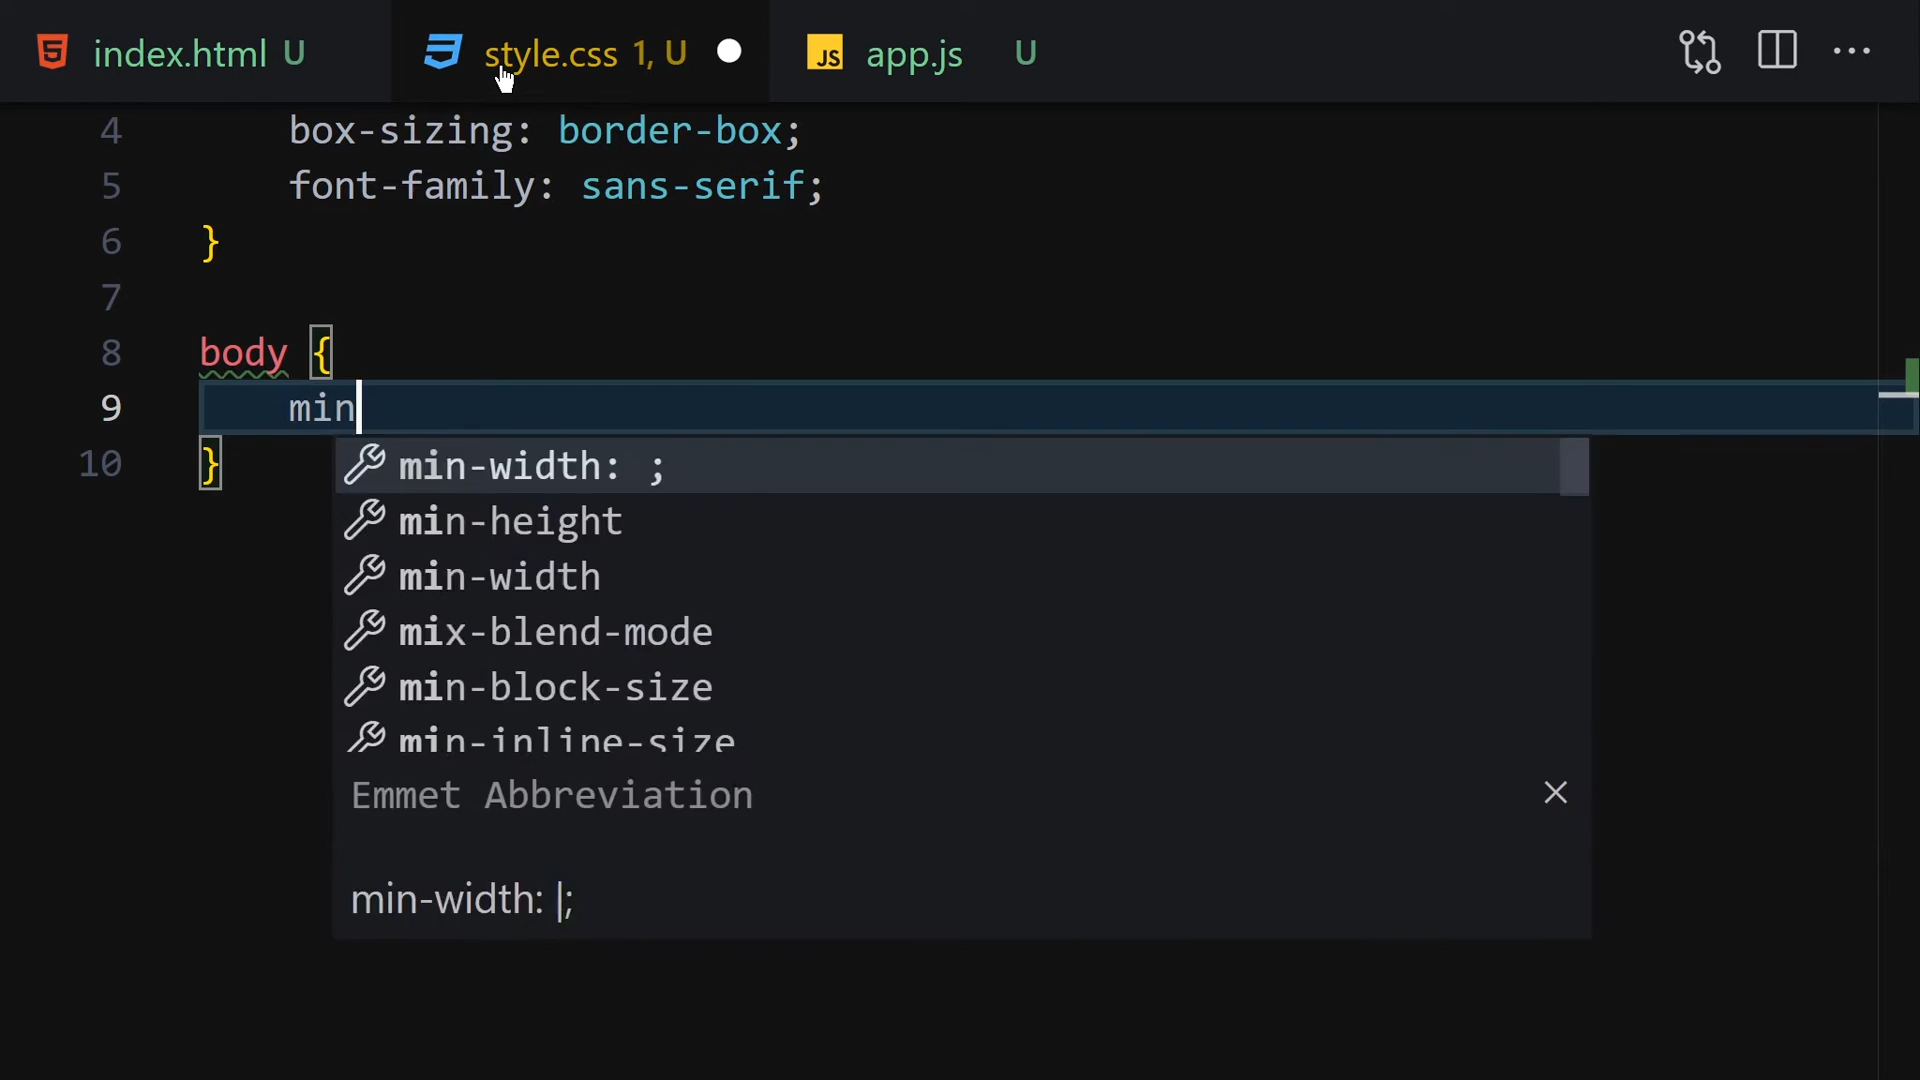 index.html U style.css 1, U JS app.js U
4 box-sizing: border-box;
5 font-family: sans-serif;
6 }
7
8 body {
9 min
10 }
min-width: ;
min-height
min-width
mix-blend-mode
min-block-size
min-inline-size
Emmet Abbreviation
min-width: |;